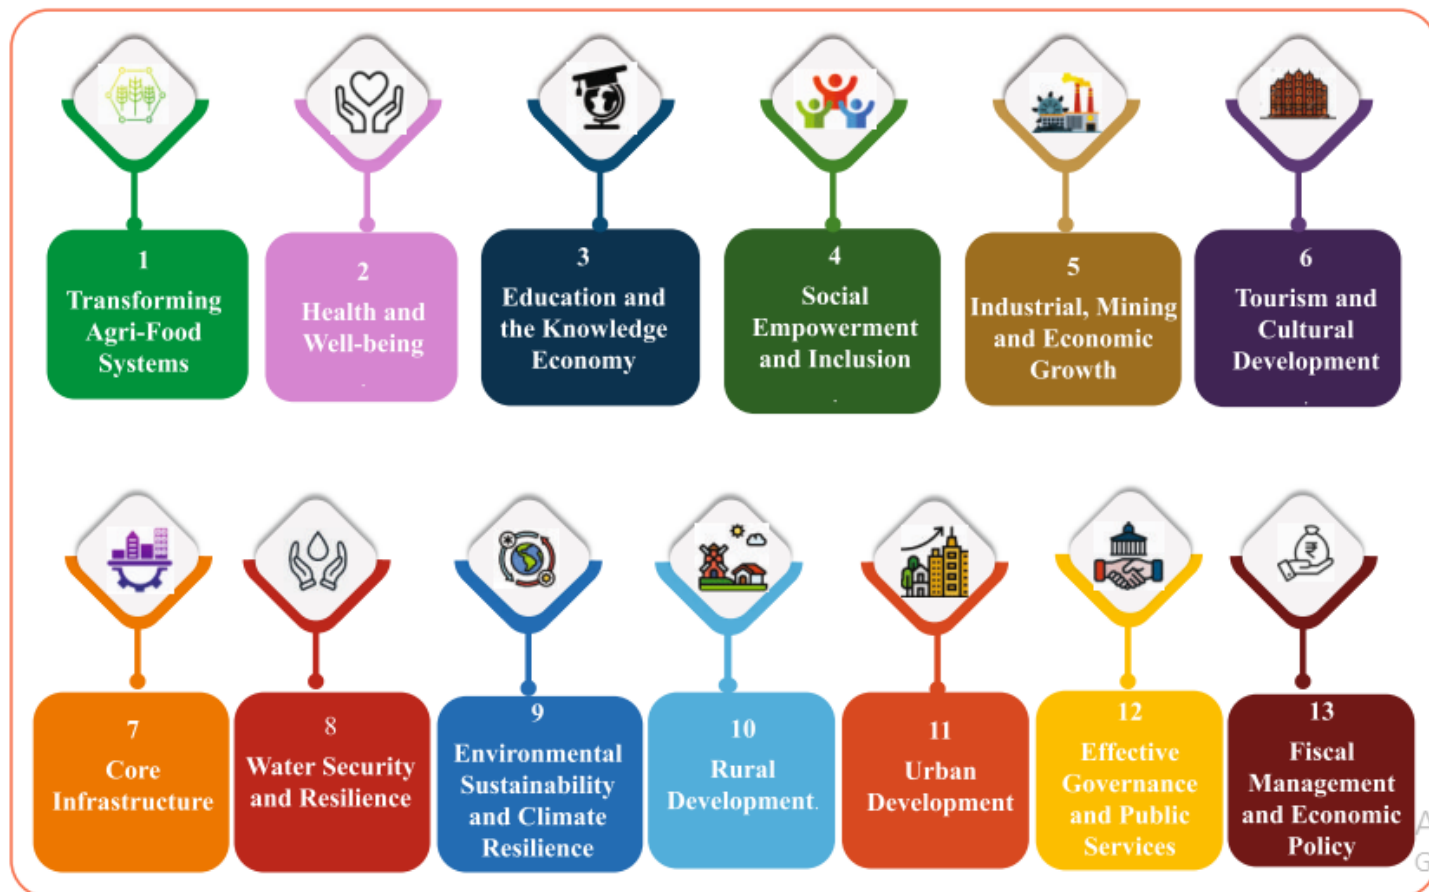 1
Transforming
Agri-Food
Systems
2
Health and
Well-being
.
3
Education and
the Knowledge
Economy
4
Social
Empowerment
and Inclusion
.
5
Industrial, Mining
and Economic
Growth
6
Tourism and
Cultural
Development
.
7
Core
Infrastructure
8
Water Security
and Resilience
9
Environmental
Sustainability
and Climate
Resilience
10
Rural
Development.
11
Urban
Development
12
Effective
Governance
and Public
Services
13
Fiscal
Management
and Economic
Policy
₹
A
G